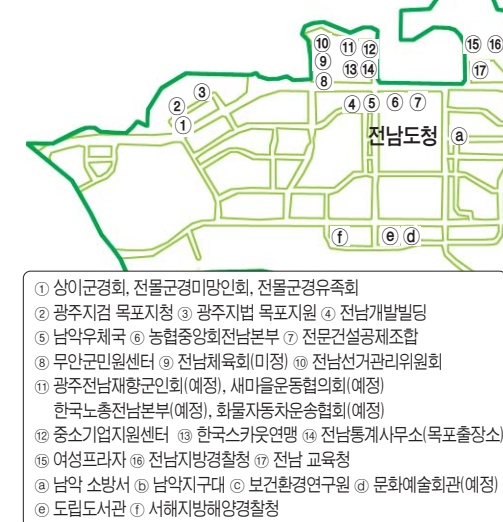 ⑩ ⑪ ⑫ ⑮ ⑯
⑨ ⑬ ⑭ ⑰
⑧
③ ④ ⑤ ⑥ ⑦
②
① 전남도청 ⓐ
ⓕ ⓔ ⓓ
① 상이군경회, 전몰군경미망인회, 전몰군경유족회
② 광주지검 목포지청 ③ 광주지법 목포지원 ④ 전남개발빌딩
⑤ 남악우체국 ⑥ 농협중앙회전남본부 ⑦ 전문건설공제조합
⑧ 무안군민원센터 ⑨ 전남체육회(미정) ⑩ 전남선거관리위원회
⑪ 광주전남재향군인회(예정), 새마을운동협의회(예정)
한국노총전남본부(예정), 화물자동차운송협회(예정)
⑫ 중소기업지원센터 ⑬ 한국스카웃연맹 ⑭ 전남통계사무소(목포출장소)
⑮ 여성프라자 ⑯ 전남지방경찰청 ⑰ 전남 교육청
ⓐ 남악 소방서 ⓑ 남악지구대 ⓒ 보건환경연구원 ⓓ 문화예술회관(예정)
ⓔ 도립도서관 ⓕ 서해지방해양경찰청